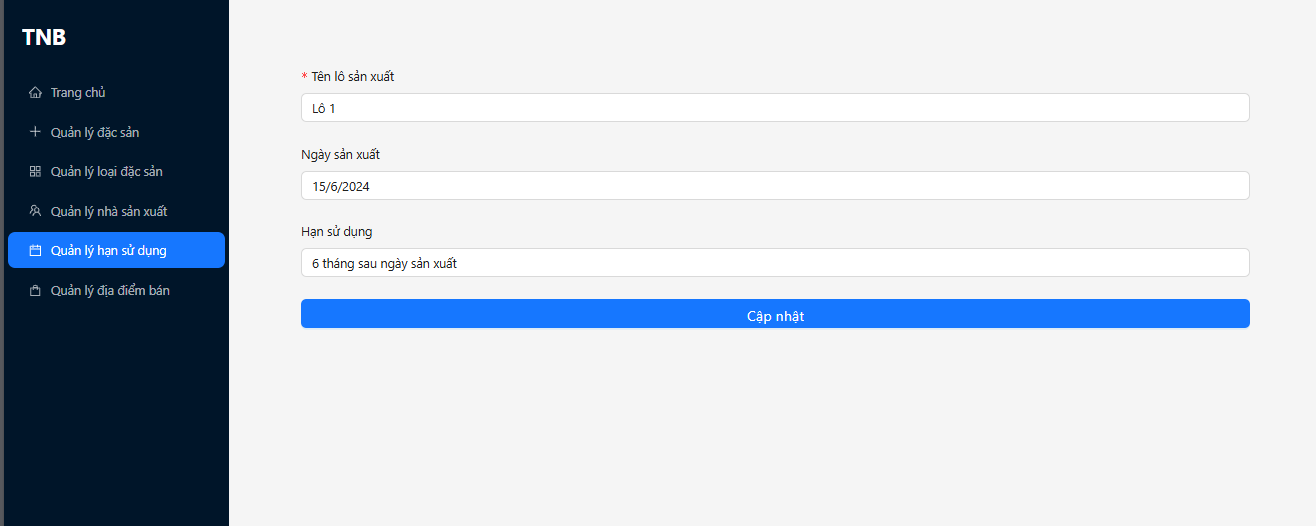 TNB
Trang chủ
Quản lý đặc sản
Quản lý loại đặc sản
Quản lý nhà sản xuất
Quản lý hạn sử dụng
Quản lý địa điểm bán
* Tên lô sản xuất
Lô 1
Ngày sản xuất
15/6/2024
Hạn sử dụng
6 tháng sau ngày sản xuất
Cập nhật